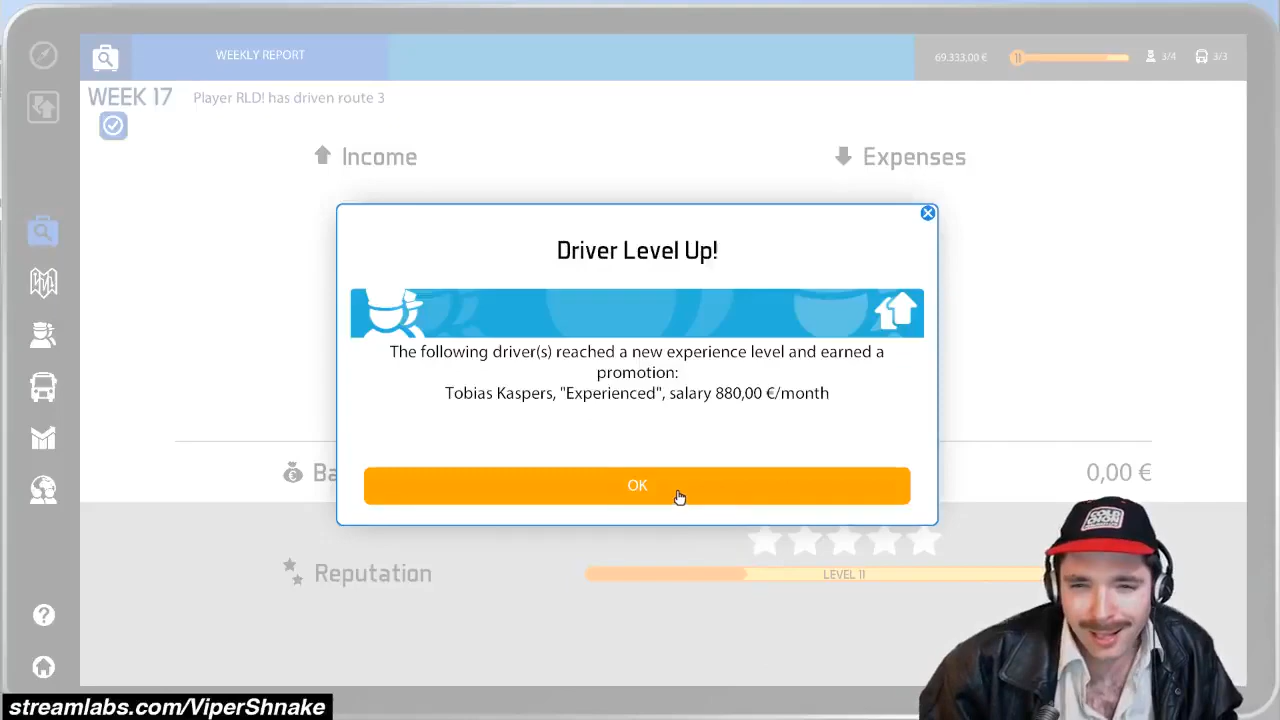 WEEKLY REPORT
69.333,00 €
11
3/4
3/3
WEEK 17
Player RLD! has driven route 3
Income
Expenses
Driver Level Up!
The following driver(s) reached a new experience level and earned a
promotion:
Tobias Kaspers, "Experienced", salary 880,00 €/month
OK
Ba
0,00 €
Reputation
LEVEL 11
streamlabs.com/ViperShnake